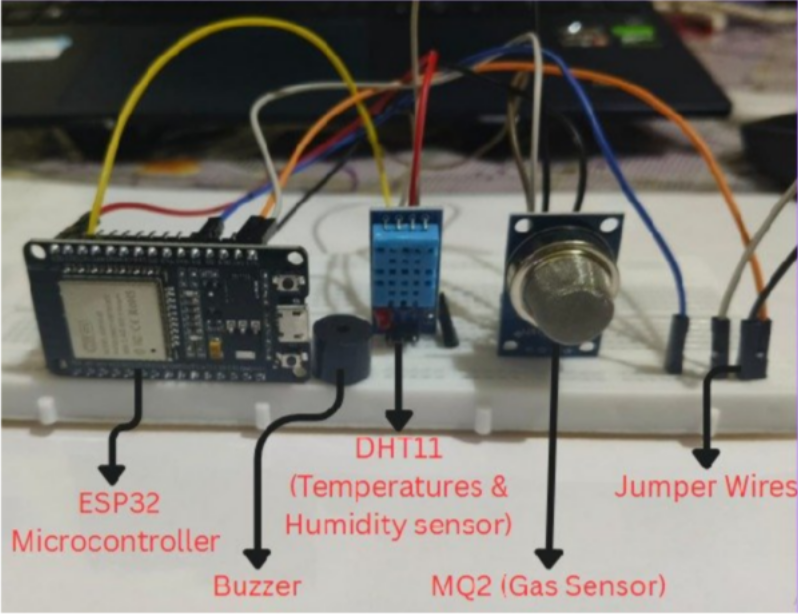 DHT11
(Temperatures &
Humidity sensor)
Jumper Wires
ESP32
Microcontroller
Buzzer
MQ2 (Gas Sensor)